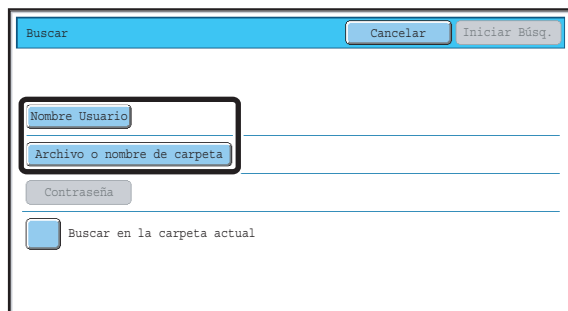 Buscar Cancelar Iniciar Búsq.
Nombre Usuario
Archivo o nombre de carpeta
Contraseña
Buscar en la carpeta actual